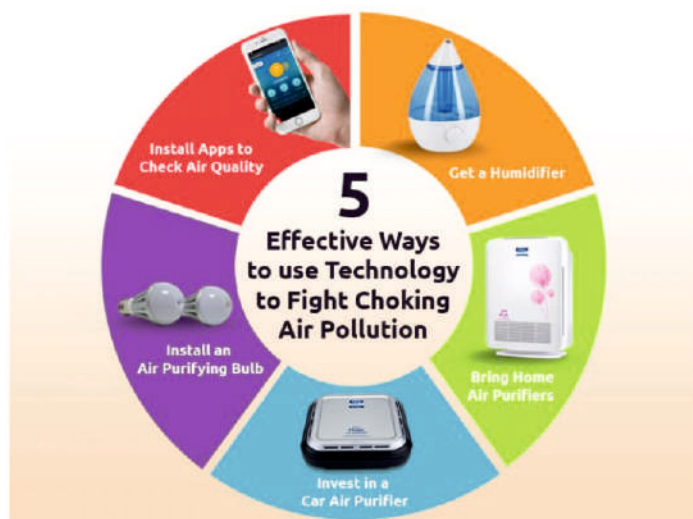 5
Effective Ways
to use Technology
to Fight Choking
Air Pollution
Get a Humidifier
Bring Home
Air Purifiers
Invest in a
Car Air Purifier
Install an
Air Purifying Bulb
Install Apps to
Check Air Quality